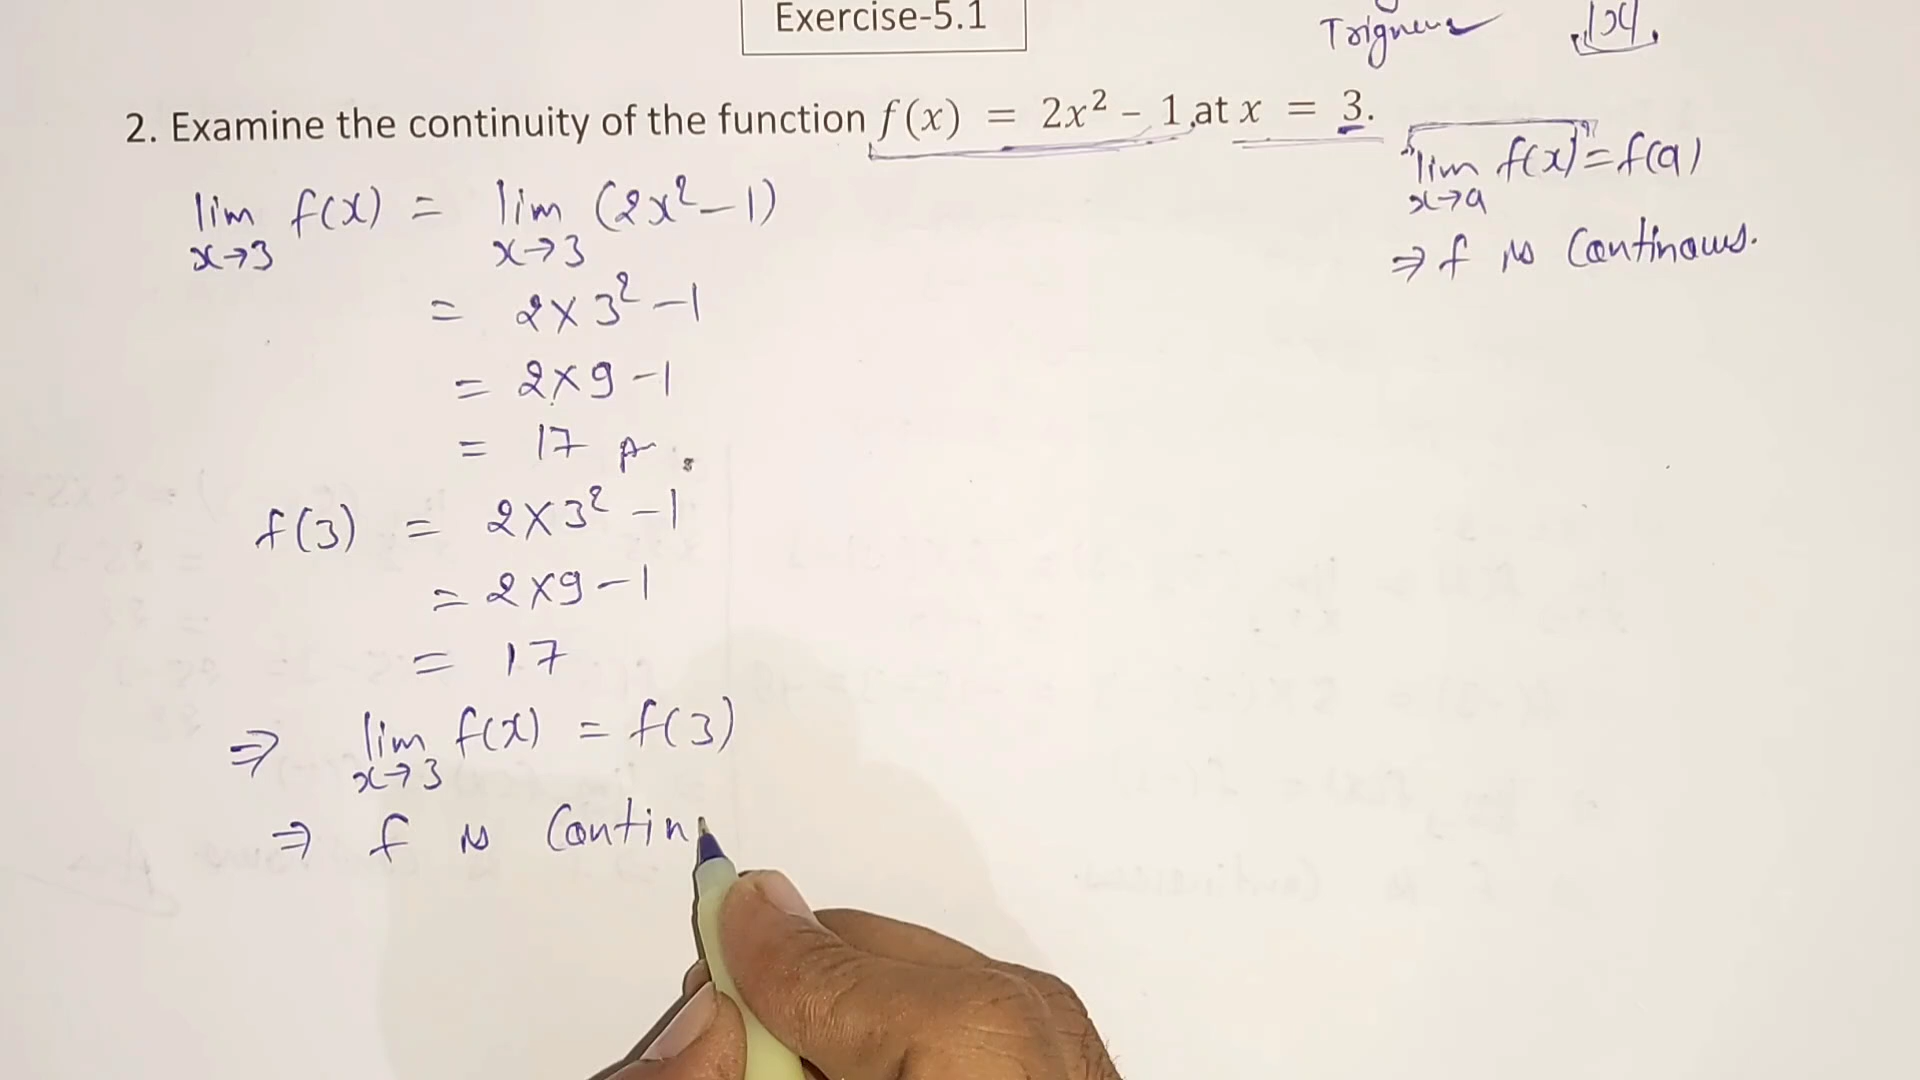 Exercise-5.1
|x|
2. Examine the continuity of the function f(x) = 2x² − 1, at x = 3.
lim f(x) = f(a)
x→a
⇒ f is Continous.
lim f(x) = lim (2x² − 1)
x→3 x→3
= 2 × 3² − 1
= 2 × 9 − 1
= 17
f(3) = 2 × 3² − 1
= 2 × 9 − 1
= 17
⇒ lim f(x) = f(3)
x→3
⇒ f is Contin